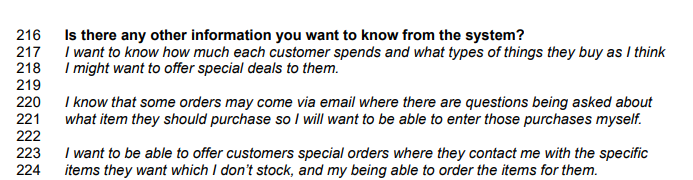 216 Is there any other information you want to know from the system?
217 I want to know how much each customer spends and what types of things they buy as I think
218 I might want to offer special deals to them.
219
220 I know that some orders may come via email where there are questions being asked about
221 what item they should purchase so I will want to be able to enter those purchases myself.
222
223 I want to be able to offer customers special orders where they contact me with the specific
224 items they want which I don't stock, and my being able to order the items for them.